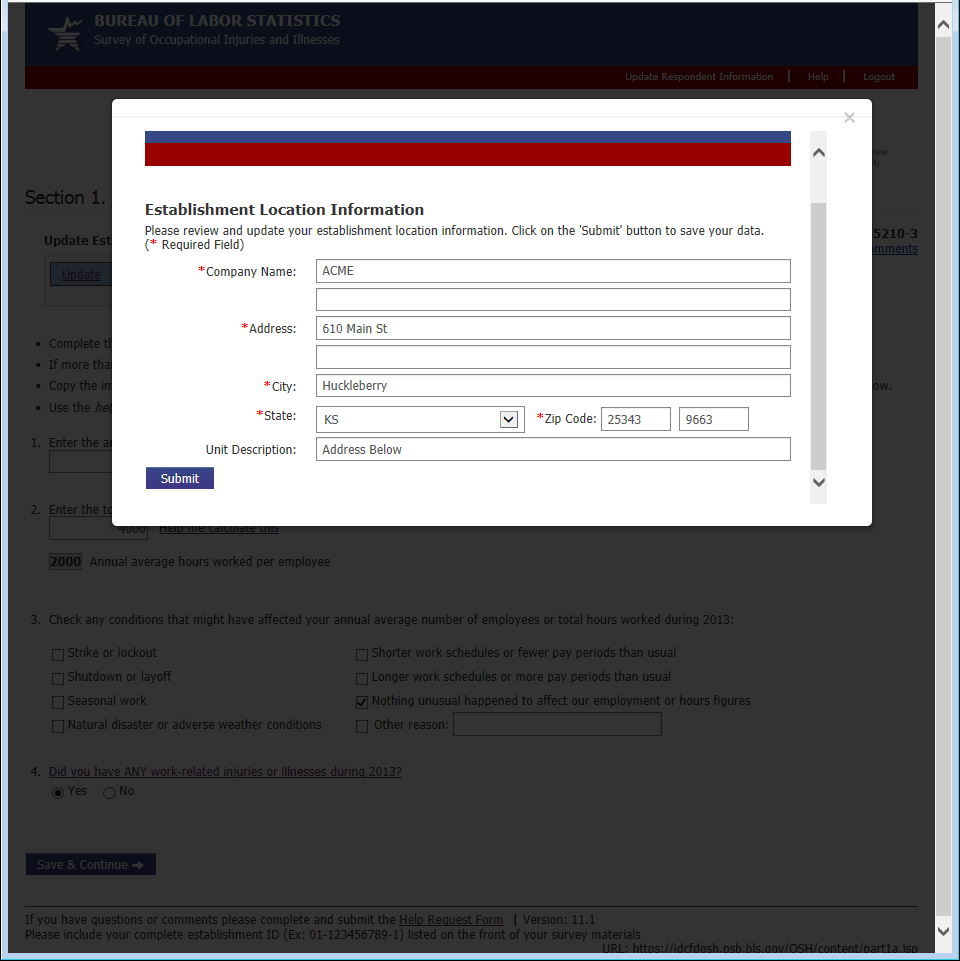 BUREAU OF LABOR STATISTICS
Survey of Occupational Injuries and Illnesses
Update Respondent Information | Help | Logout
×
Section 1.
Establishment Location Information
Please review and update your establishment location information. Click on the 'Submit' button to save your data.
(* Required Field)
Update Est
5210-3
mments
Update
*Company Name: ACME
*Address: 610 Main St
*City: Huckleberry
*State: KS *Zip Code: 25343 9663
Unit Description: Address Below
Submit
• Complete th
• If more tha
• Copy the in
ow.
• Use the hel
1. Enter the an
2. Enter the to
4000 Help me calculate this
2000 Annual average hours worked per employee
3. Check any conditions that might have affected your annual average number of employees or total hours worked during 2013:
Strike or lockout
Shorter work schedules or fewer pay periods than usual
Shutdown or layoff
Longer work schedules or more pay periods than usual
Seasonal work
Nothing unusual happened to affect our employment or hours figures
Natural disaster or adverse weather conditions
Other reason:
4. Did you have ANY work-related injuries or illnesses during 2013?
Yes No
Save & Continue ➔
If you have questions or comments please complete and submit the Help Request Form | Version: 11.1
Please include your complete establishment ID (Ex: 01-123456789-1) listed on the front of your survey materials
URL: https://idcfdosh.psb.bls.gov/OSH/content/part1a.jsp